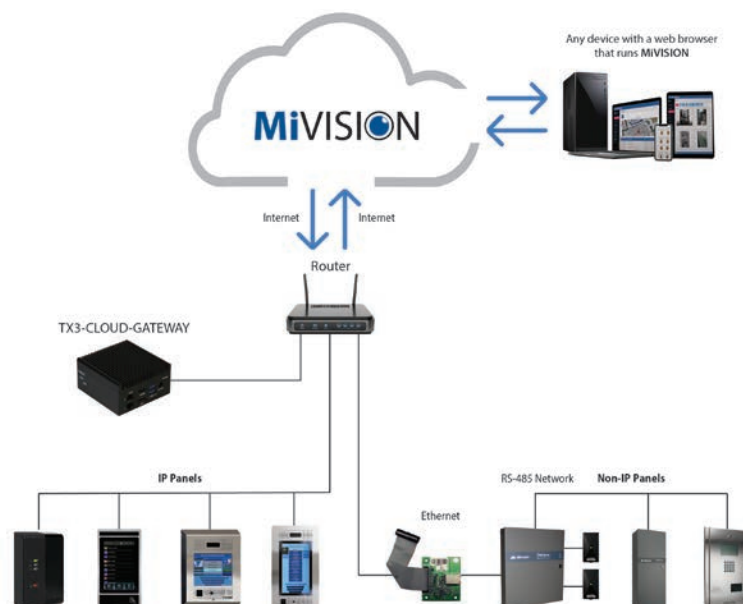 Any device with a web browser
that runs MiVISION
MiVISION
Internet
Internet
Router
TX3-CLOUD-GATEWAY
IP Panels
RS-485 Network
Non-IP Panels
Ethernet